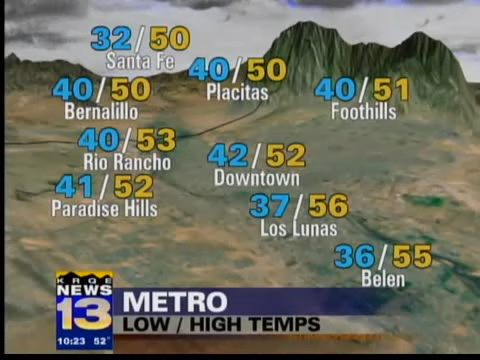 32/50
Santa Fe
40/50
Placitas
40/50
Bernalillo
40/51
Foothills
40/53
Rio Rancho
42/52
Downtown
41/52
Paradise Hills
37/56
Los Lunas
36/55
Belen
KRQE
NEWS
13
10:23 52°
METRO
LOW / HIGH TEMPS